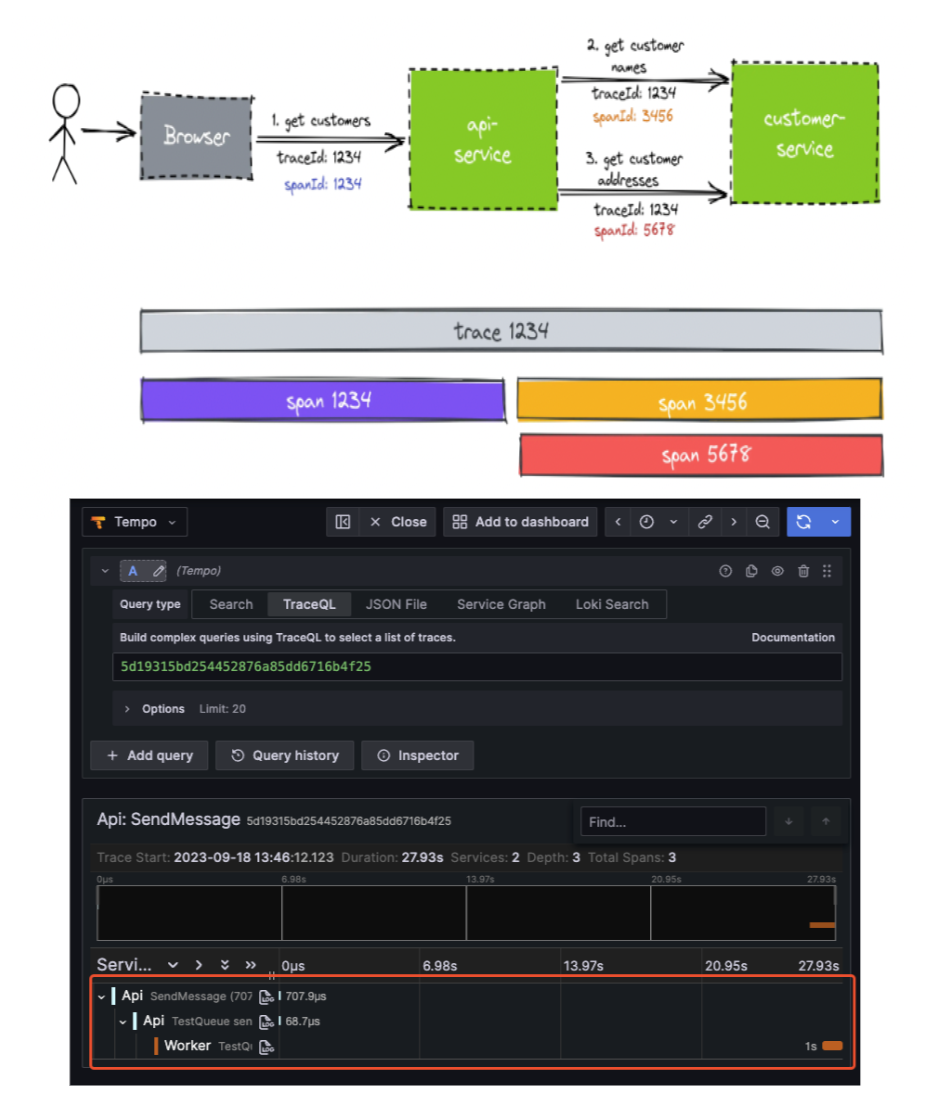 2. get customer
names
traceId: 1234
spanId: 3456
Browser
1. get customers
traceId: 1234
spanId: 1234
api-
service
customer-
service
3. get customer
addresses
traceId: 1234
spanId: 5678
trace 1234
span 1234
span 3456
span 5678
Tempo
Close
Add to dashboard
A (Tempo)
Query type Search TraceQL JSON File Service Graph Loki Search
Build complex queries using TraceQL to select a list of traces. Documentation
5d19315bd254452876a85dd6716b4f25
Options Limit: 20
+ Add query Query history Inspector
Api: SendMessage 5d19315bd254452876a85dd6716b4f25 Find...
Trace Start: 2023-09-18 13:46:12.123 Duration: 27.93s Services: 2 Depth: 3 Total Spans: 3
0µs 6.98s 13.97s 20.95s 27.93s
Servi... 0µs 6.98s 13.97s 20.95s 27.93s
Api SendMessage (707 LOG 707.9µs
Api TestQueue sen LOG 68.7µs
Worker TestQ LOG 1s